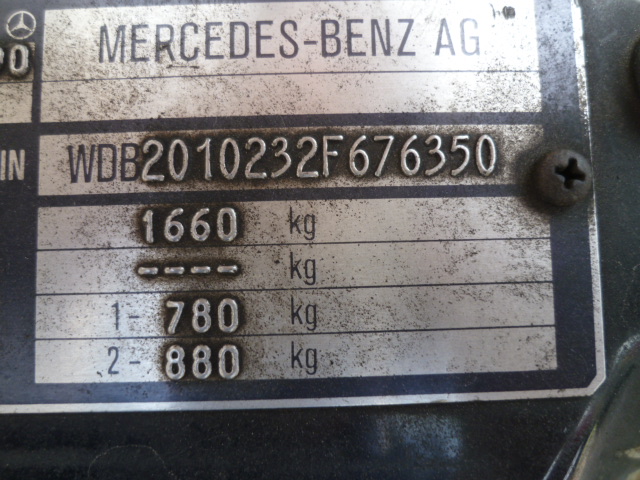 MERCEDES-BENZ AG
IN WDB2010232F676350
1660 kg
---- kg
1- 780 kg
2- 880 kg